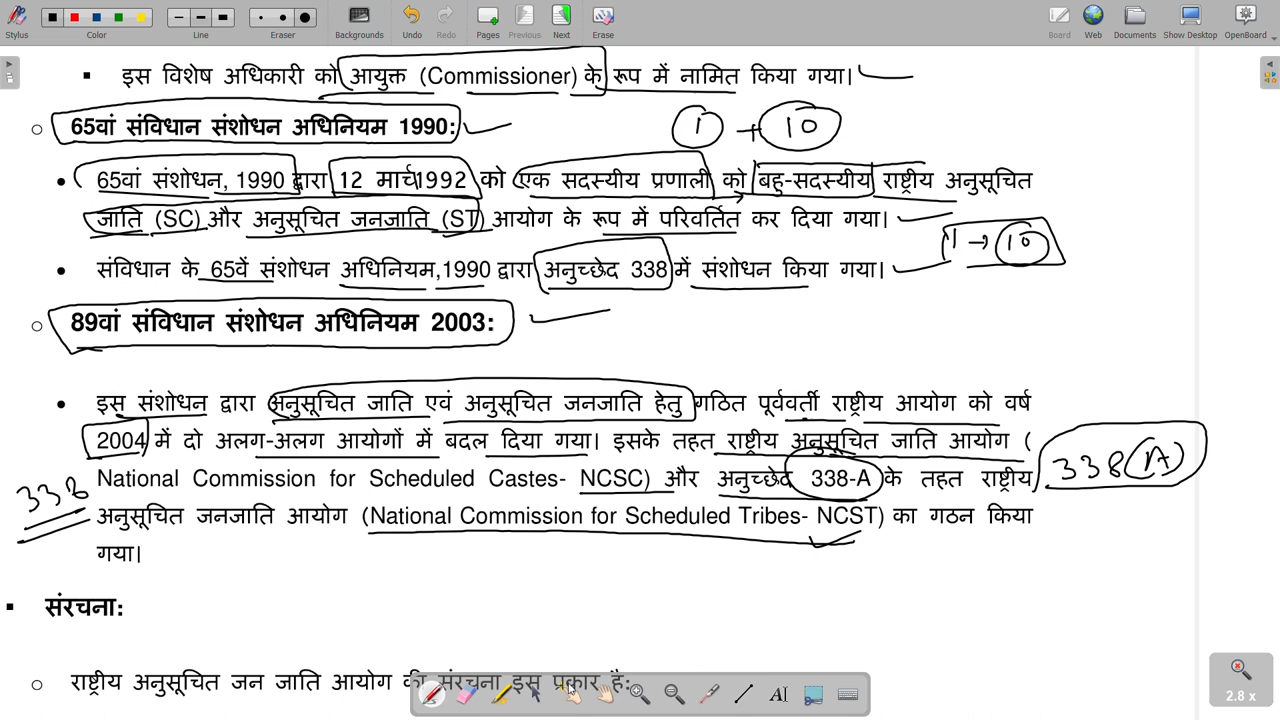 Stylus Color Line Eraser Backgrounds Undo Pages Previous Next Erase Board Web Documents Show Desktop OpenBoard
▪ इस विशेष अधिकारी को आयुक्त (Commissioner) के रूप में नामित किया गया।
○ 65वां संविधान संशोधन अधिनियम 1990: 1 + 10
• 65वां संशोधन, 1990 द्वारा 12 मार्च 1992 को एक सदस्यीय प्रणाली को बहु-सदस्यीय राष्ट्रीय अनुसूचित
जाति (SC) और अनुसूचित जनजाति (ST) आयोग के रूप में परिवर्तित कर दिया गया।
1 → 10
• संविधान के 65वें संशोधन अधिनियम,1990 द्वारा अनुच्छेद 338 में संशोधन किया गया।
○ 89वां संविधान संशोधन अधिनियम 2003:
• इस संशोधन द्वारा अनुसूचित जाति एवं अनुसूचित जनजाति हेतु गठित पूर्ववर्ती राष्ट्रीय आयोग को वर्ष
2004 में दो अलग-अलग आयोगों में बदल दिया गया। इसके तहत राष्ट्रीय अनुसूचित जाति आयोग (
338(A)
National Commission for Scheduled Castes- NCSC) और अनुच्छेद 338-A के तहत राष्ट्रीय
338
अनुसूचित जनजाति आयोग (National Commission for Scheduled Tribes- NCST) का गठन किया
गया।
▪ संरचना:
○ राष्ट्रीय अनुसूचित जन जाति आयोग की संरचना इस प्रकार है:
2.8 x